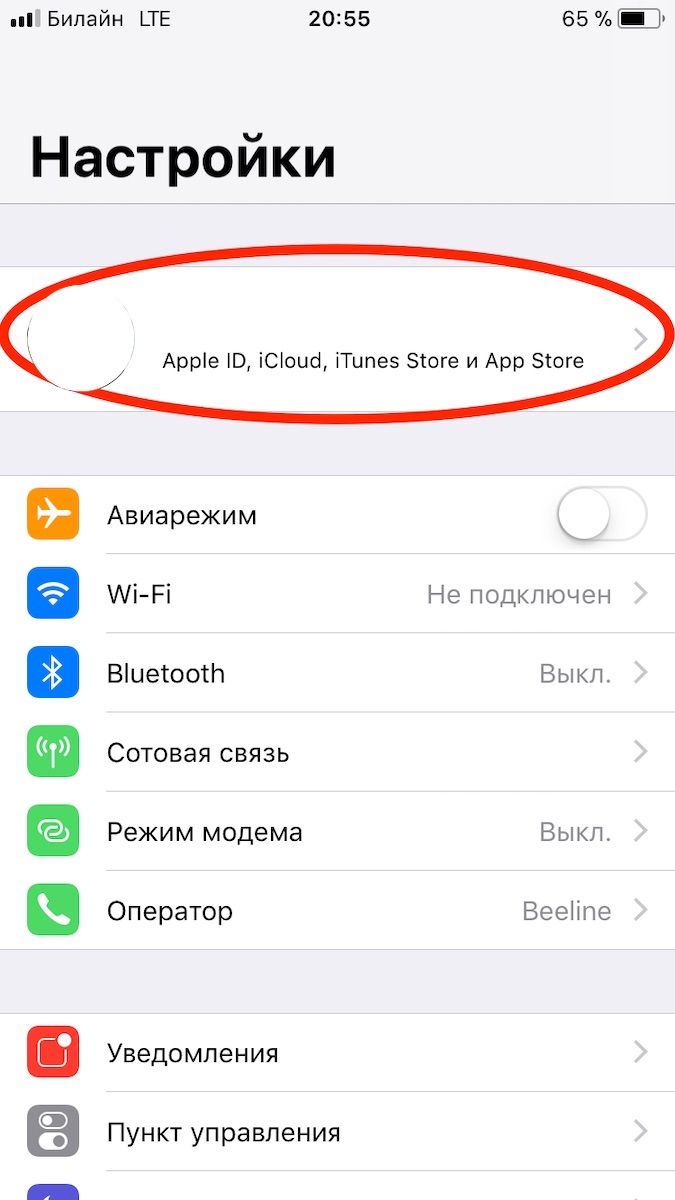 Билайн LTE 20:55 65 %
Настройки
Apple ID, iCloud, iTunes Store и App Store
Авиарежим
Wi-Fi Не подключен
Bluetooth Выкл.
Сотовая связь
Режим модема Выкл.
Оператор Beeline
Уведомления
Пункт управления